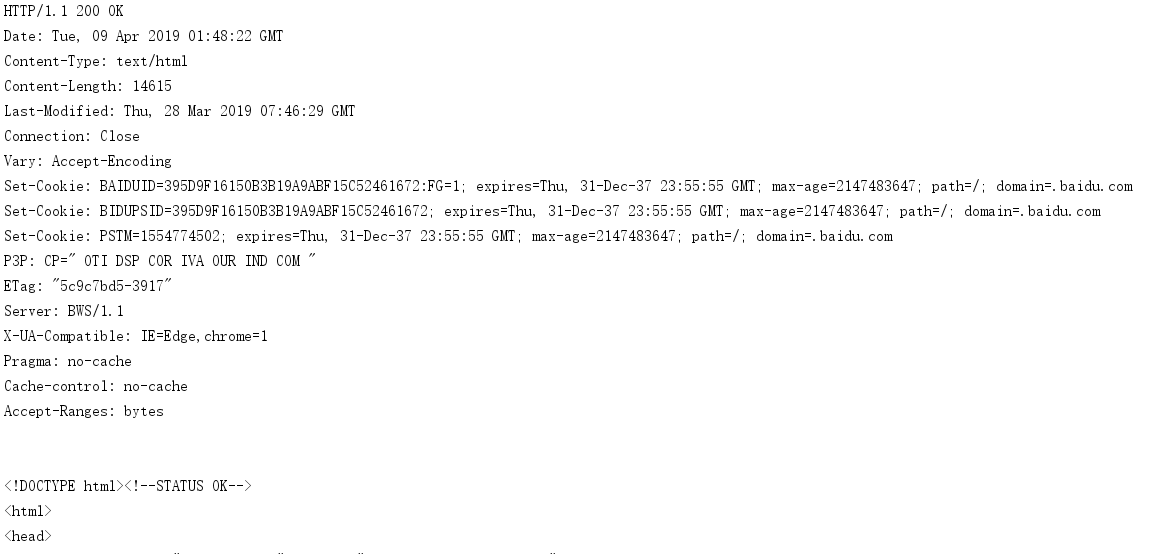 HTTP/1.1 200 OK
Date: Tue, 09 Apr 2019 01:48:22 GMT
Content-Type: text/html
Content-Length: 14615
Last-Modified: Thu, 28 Mar 2019 07:46:29 GMT
Connection: Close
Vary: Accept-Encoding
Set-Cookie: BAIDUID=395D9F16150B3B19A9ABF15C52461672:FG=1; expires=Thu, 31-Dec-37 23:55:55 GMT; max-age=2147483647; path=/; domain=.baidu.com
Set-Cookie: BIDUPSID=395D9F16150B3B19A9ABF15C52461672; expires=Thu, 31-Dec-37 23:55:55 GMT; max-age=2147483647; path=/; domain=.baidu.com
Set-Cookie: PSTM=1554774502; expires=Thu, 31-Dec-37 23:55:55 GMT; max-age=2147483647; path=/; domain=.baidu.com
P3P: CP=" OTI DSP COR IVA OUR IND COM "
ETag: "5c9c7bd5-3917"
Server: BWS/1.1
X-UA-Compatible: IE=Edge,chrome=1
Pragma: no-cache
Cache-control: no-cache
Accept-Ranges: bytes
<!DOCTYPE html><!--STATUS OK-->
<html>
<head>